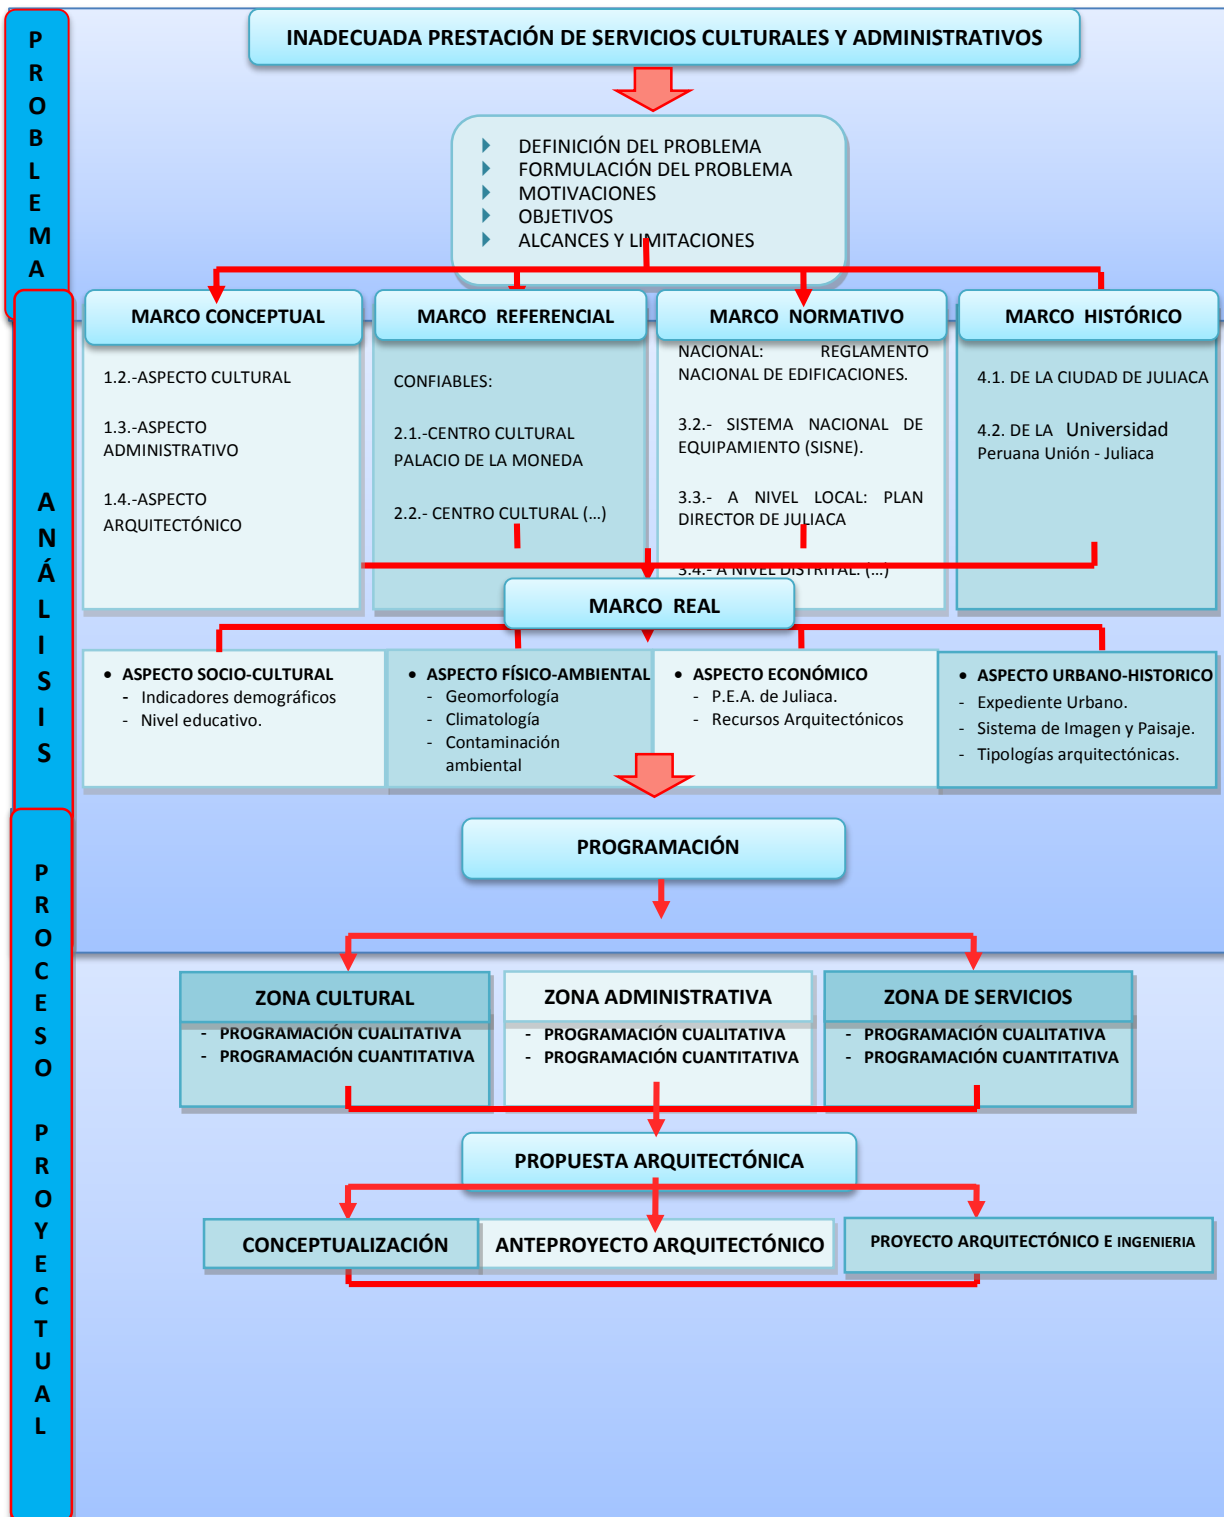 PROBLEMA
INADECUADA PRESTACIÓN DE SERVICIOS CULTURALES Y ADMINISTRATIVOS
DEFINICIÓN DEL PROBLEMA
FORMULACIÓN DEL PROBLEMA
MOTIVACIONES
OBJETIVOS
ALCANCES Y LIMITACIONES
ANÁLISIS
MARCO CONCEPTUAL
1.2.-ASPECTO CULTURAL
1.3.-ASPECTO
ADMINISTRATIVO
1.4.-ASPECTO
ARQUITECTÓNICO
MARCO REFERENCIAL
CONFIABLES:
2.1.-CENTRO CULTURAL
PALACIO DE LA MONEDA
2.2.- CENTRO CULTURAL (...)
MARCO NORMATIVO
NACIONAL: REGLAMENTO
NACIONAL DE EDIFICACIONES.
3.2.- SISTEMA NACIONAL DE
EQUIPAMIENTO (SISNE).
3.3.- A NIVEL LOCAL: PLAN
DIRECTOR DE JULIACA
3.4.- A NIVEL DISTRITAL: (...)
MARCO HISTÓRICO
4.1. DE LA CIUDAD DE JULIACA
4.2. DE LA Universidad
Peruana Unión - Juliaca
MARCO REAL
• ASPECTO SOCIO-CULTURAL
- Indicadores demográficos
- Nivel educativo.
• ASPECTO FÍSICO-AMBIENTAL
- Geomorfología
- Climatología
- Contaminación
ambiental
• ASPECTO ECONÓMICO
- P.E.A. de Juliaca.
- Recursos Arquitectónicos
• ASPECTO URBANO-HISTORICO
- Expediente Urbano.
- Sistema de Imagen y Paisaje.
- Tipologías arquitectónicas.
PROCESO PROYECTUAL
PROGRAMACIÓN
ZONA CULTURAL
- PROGRAMACIÓN CUALITATIVA
- PROGRAMACIÓN CUANTITATIVA
ZONA ADMINISTRATIVA
- PROGRAMACIÓN CUALITATIVA
- PROGRAMACIÓN CUANTITATIVA
ZONA DE SERVICIOS
- PROGRAMACIÓN CUALITATIVA
- PROGRAMACIÓN CUANTITATIVA
PROPUESTA ARQUITECTÓNICA
CONCEPTUALIZACIÓN
ANTEPROYECTO ARQUITECTÓNICO
PROYECTO ARQUITECTÓNICO E INGENIERIA